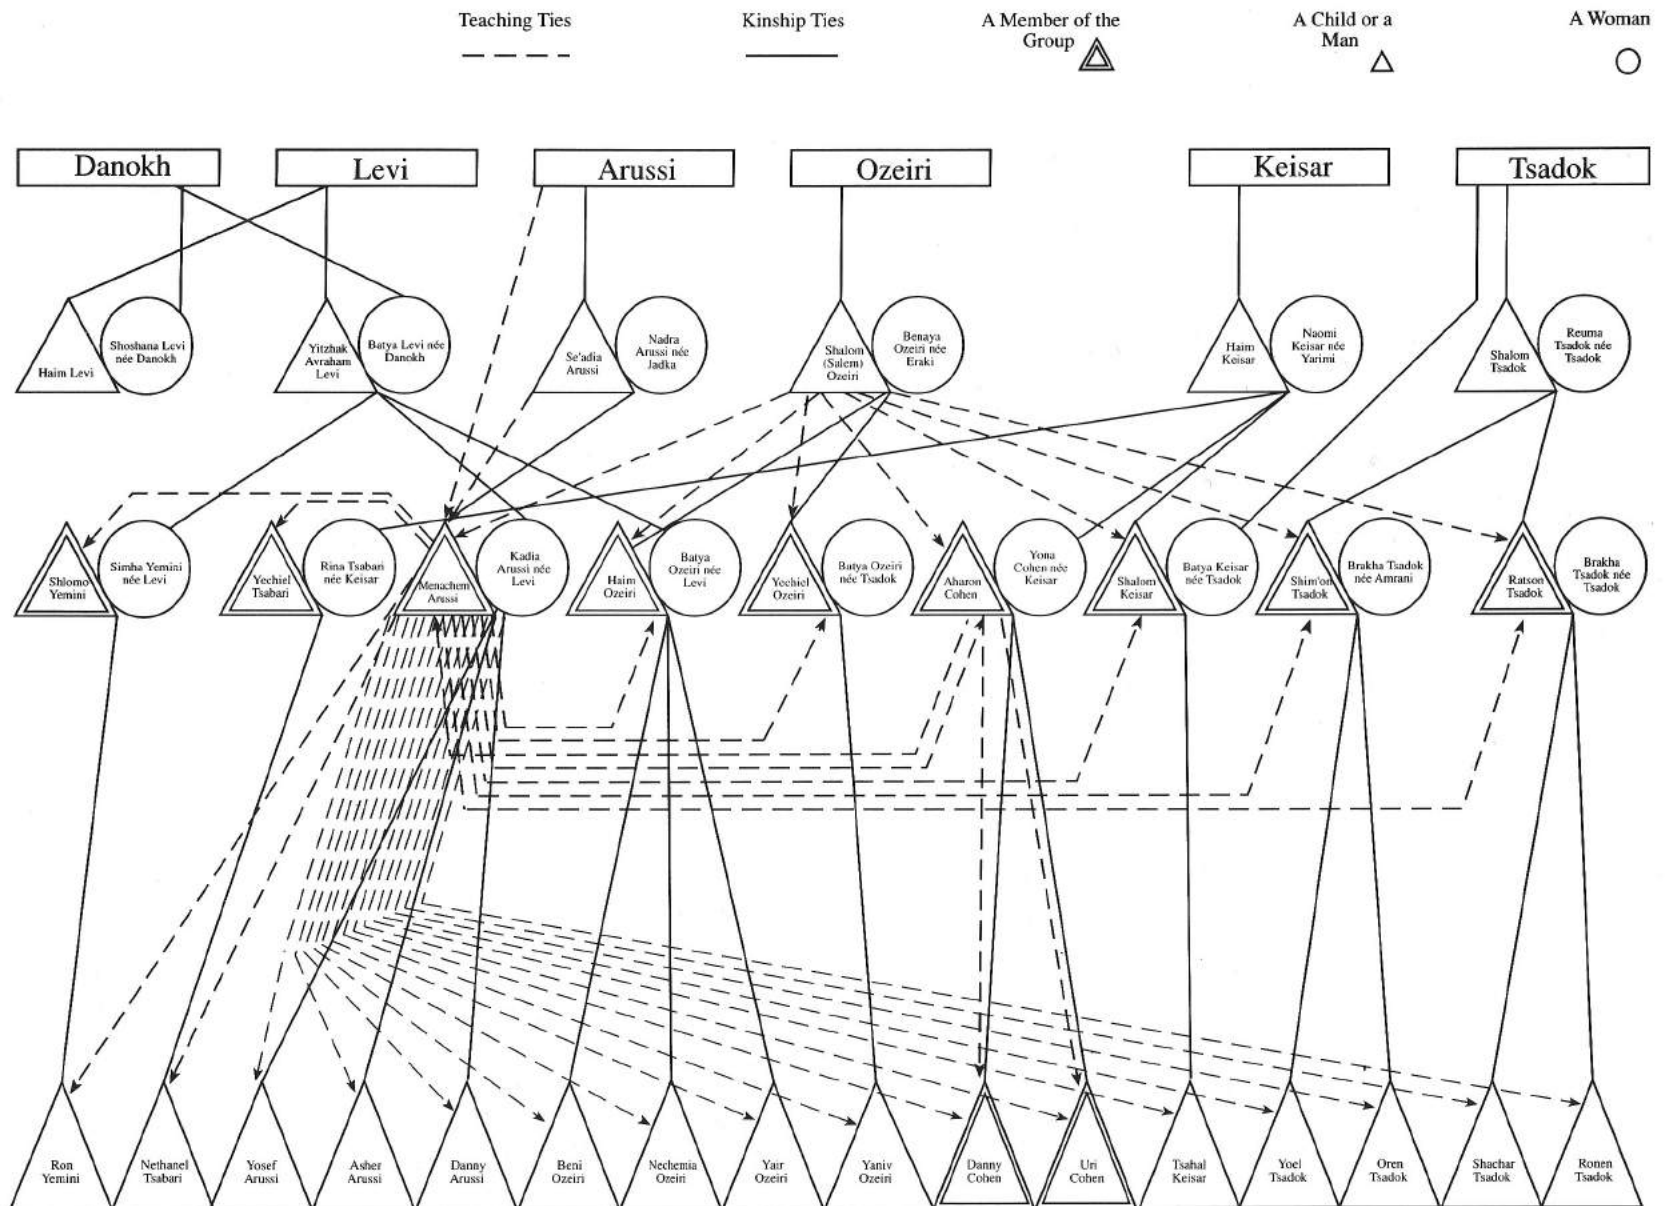 Teaching Ties
Kinship Ties
A Member of the
Group
A Child or a
Man
A Woman
Danokh
Levi
Arussi
Ozeiri
Keisar
Tsadok
Haim Levi
Shoshana Levi
née Danokh
Yitzhak
Avraham
Levi
Batya Levi née
Danokh
Se'adia
Arussi
Nadra
Arussi née
Jadka
Shalom
(Salem)
Ozeiri
Benaya
Ozeiri née
Eraki
Haim
Keisar
Naomi
Keisar née
Yarimi
Shalom
Tsadok
Reuma
Tsadok née
Tsadok
Shlomo
Yemini
Simha Yemini
née Levi
Yechiel
Tsabari
Rina Tsabari
née Keisar
Menachem
Arussi
Kadia
Arussi née
Levi
Haim
Ozeiri
Batya
Ozeiri née
Levi
Yechiel
Ozeiri
Batya Ozeiri
née Tsadok
Aharon
Cohen
Yona
Cohen née
Keisar
Shalom
Keisar
Batya Keisar
née Tsadok
Shim'on
Tsadok
Brakha Tsadok
née Amrani
Ratson
Tsadok
Brakha
Tsadok née
Tsadok
Ron
Yemini
Nethanel
Tsabari
Yosef
Arussi
Asher
Arussi
Danny
Arussi
Beni
Ozeiri
Nechemia
Ozeiri
Yair
Ozeiri
Yaniv
Ozeiri
Danny
Cohen
Uri
Cohen
Tsahal
Keisar
Yoel
Tsadok
Oren
Tsadok
Shachar
Tsadok
Ronen
Tsadok